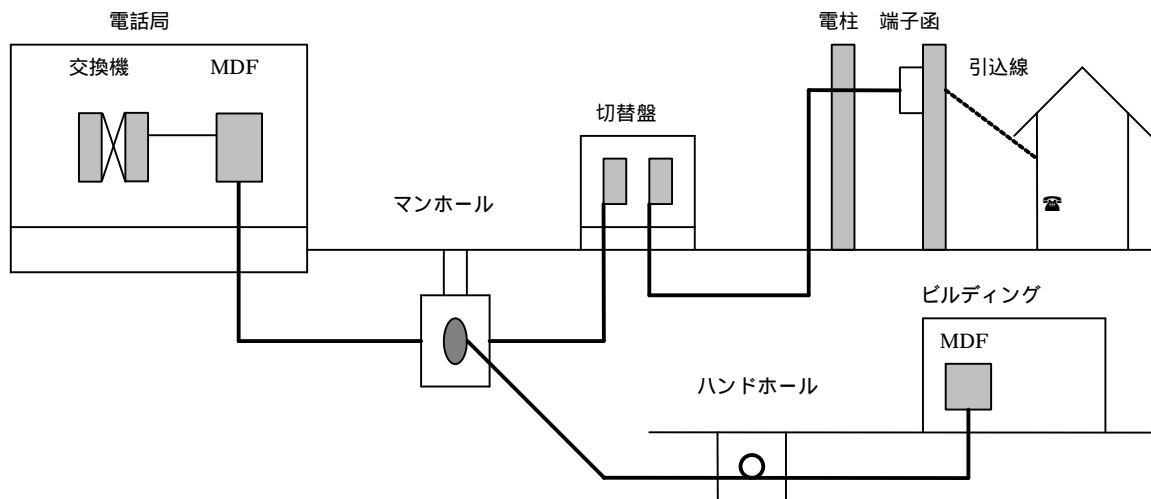 電話局
交換機
MDF
マンホール
切替盤
電柱
端子函
引込線
ビルディング
MDF
ハンドホール